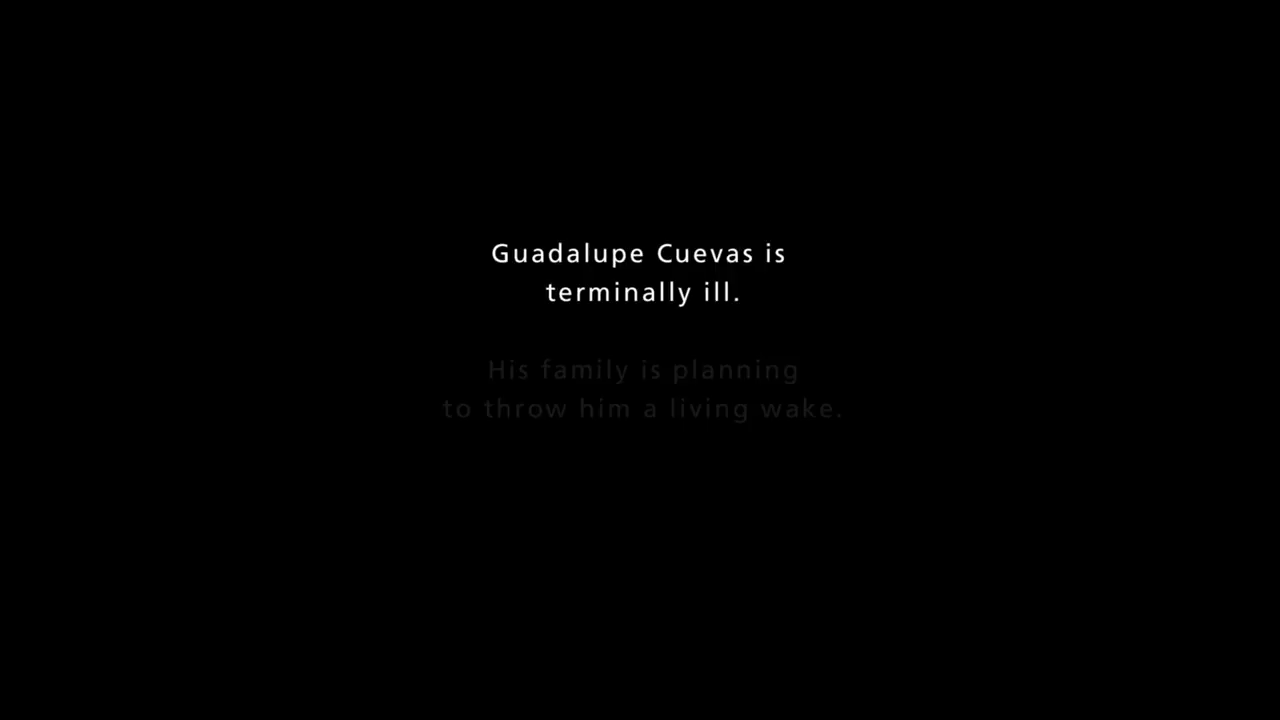 Guadalupe Cuevas is
terminally ill.
His family is planning
to throw him a living wake.